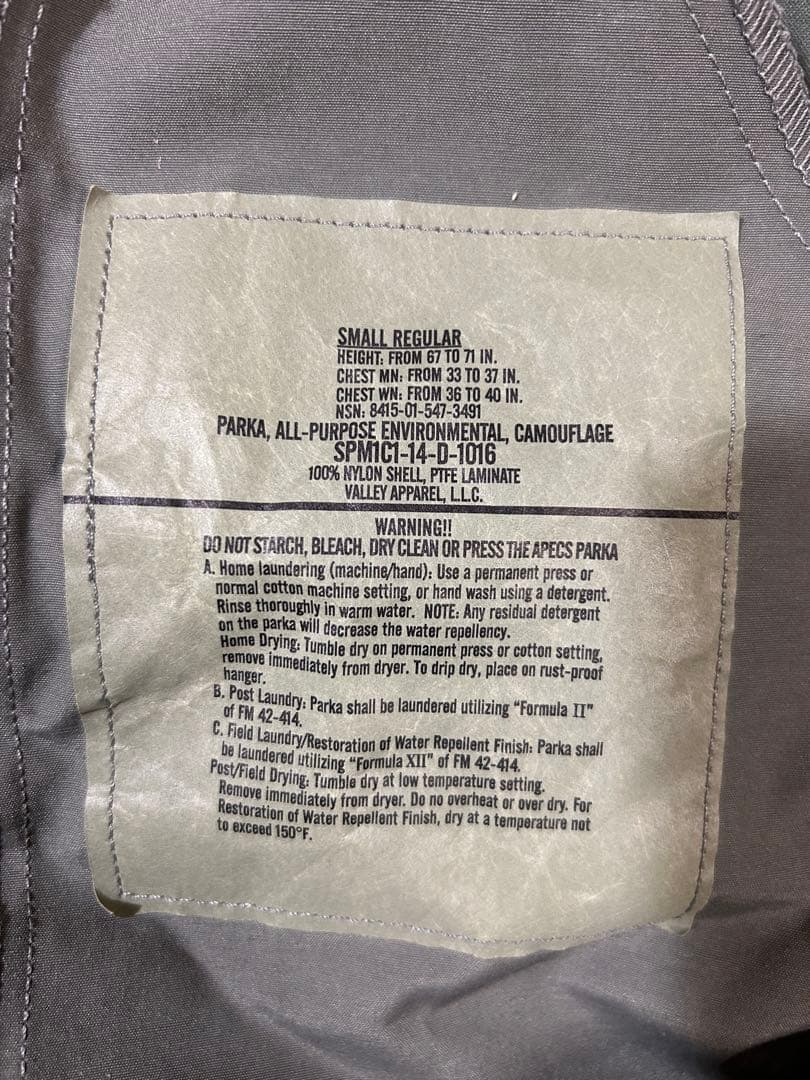 SMALL REGULAR
HEIGHT: FROM 67 TO 71 IN.
CHEST MN: FROM 33 TO 37 IN.
CHEST WN: FROM 36 TO 40 IN.
NSN: 8415-01-547-3491
PARKA, ALL-PURPOSE ENVIRONMENTAL, CAMOUFLAGE
SPM1C1-14-D-1016
100% NYLON SHELL, PTFE LAMINATE
VALLEY APPAREL, L.L.C.
WARNING!!
DO NOT STARCH, BLEACH, DRY CLEAN OR PRESS THE APECS PARKA
A. Home laundering (machine/hand): Use a permanent press or
normal cotton machine setting, or hand wash using a detergent.
Rinse thoroughly in warm water. NOTE: Any residual detergent
on the parka will decrease the water repellency.
Home Drying: Tumble dry on permanent press or cotton setting,
remove immediately from dryer. To drip dry, place on rust-proof
hanger.
B. Post Laundry: Parka shall be laundered utilizing "Formula II"
of FM 42-414.
C. Field Laundry/Restoration of Water Repellent Finish: Parka shall
be laundered utilizing "Formula XII" of FM 42-414.
Post/Field Drying: Tumble dry at low temperature setting.
Remove immediately from dryer. Do no overheat or over dry. For
Restoration of Water Repellent Finish, dry at a temperature not
to exceed 150°F.